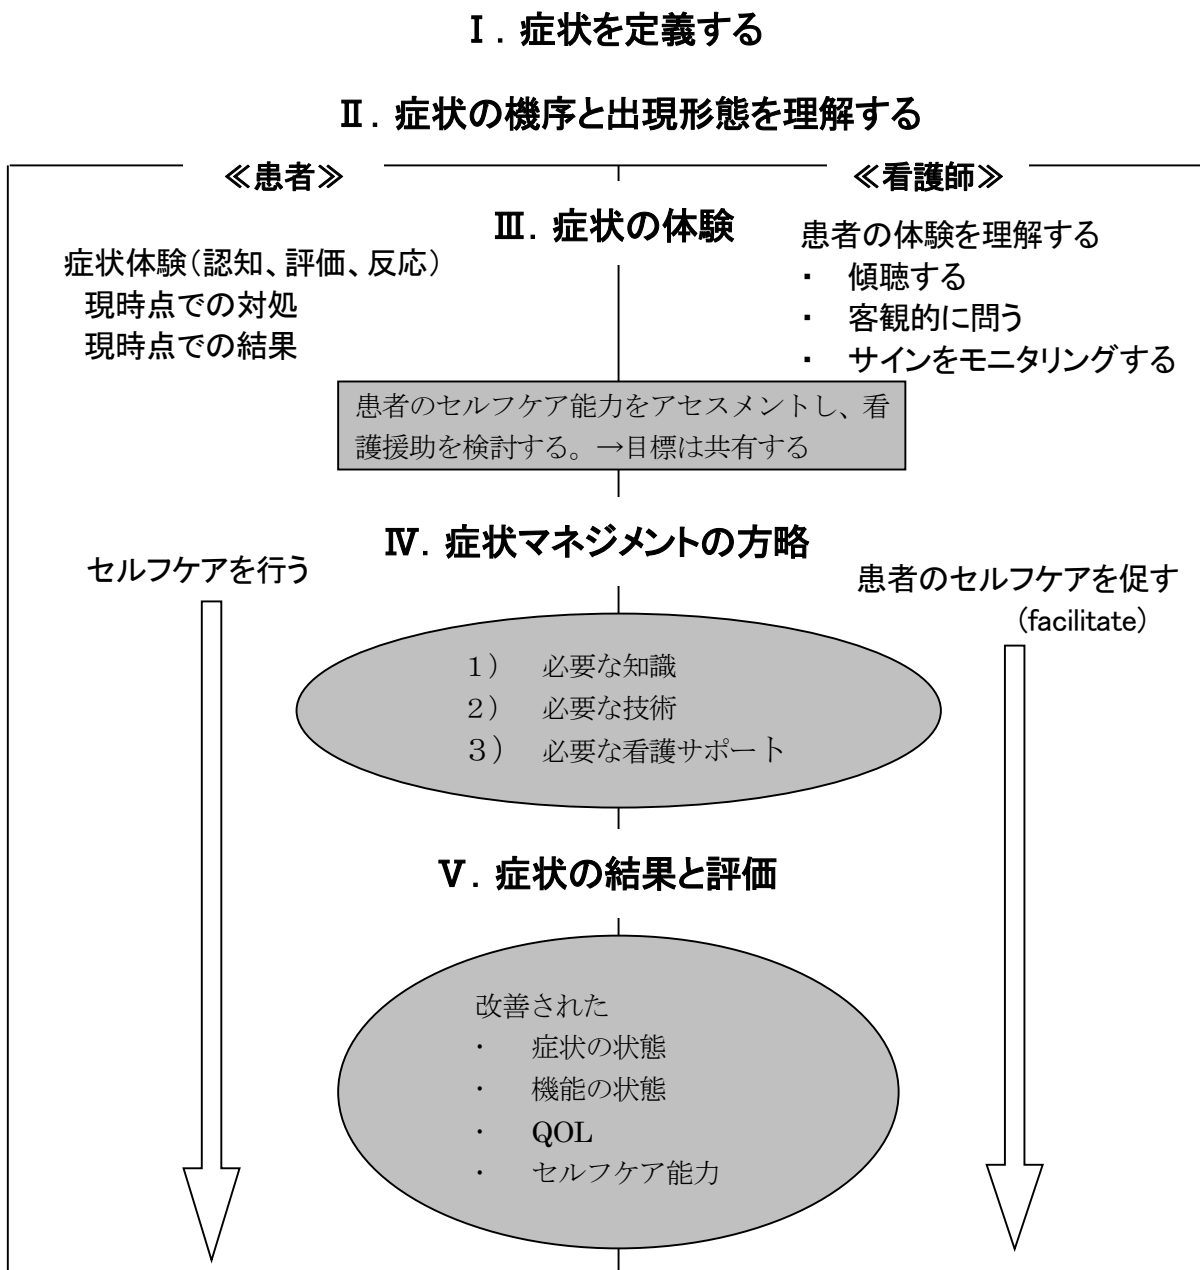 Ⅰ. 症状を定義する
Ⅱ. 症状の機序と出現形態を理解する
≪患者≫
≪看護師≫
Ⅲ. 症状の体験
症状体験(認知、評価、反応)
現時点での対処
現時点での結果
患者の体験を理解する
・ 傾聴する
・ 客観的に問う
・ サインをモニタリングする
患者のセルフケア能力をアセスメントし、看
護援助を検討する。→目標は共有する
Ⅳ. 症状マネジメントの方略
セルフケアを行う
患者のセルフケアを促す
(facilitate)
1) 必要な知識
2) 必要な技術
3) 必要な看護サポート
Ⅴ. 症状の結果と評価
改善された
・ 症状の状態
・ 機能の状態
・ QOL
・ セルフケア能力